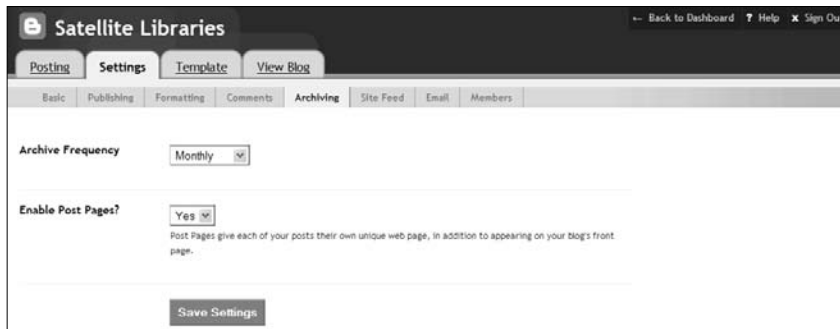 Satellite Libraries
← Back to Dashboard ? Help x Sign Ou
Posting Settings Template View Blog
Basic Publishing Formatting Comments Archiving Site Feed Email Members
Archive Frequency Monthly
Enable Post Pages? Yes
Post Pages give each of your posts their own unique web page, in addition to appearing on your blog's front
page.
Save Settings